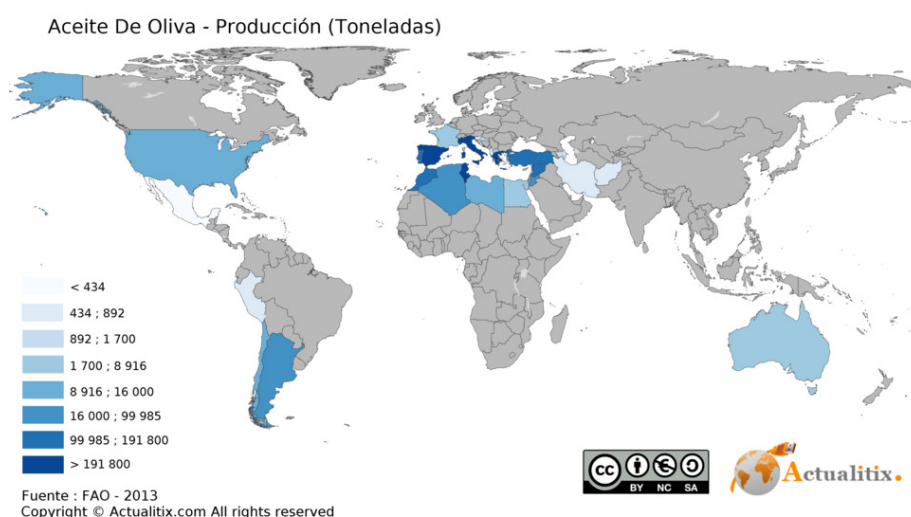 Aceite De Oliva - Producción (Toneladas)
< 434
434 ; 892
892 ; 1 700
1 700 ; 8 916
8 916 ; 16 000
16 000 ; 99 985
99 985 ; 191 800
> 191 800
Fuente : FAO - 2013
Copyright © Actualitix.com All rights reserved
cc
BY NC SA
Actualitix.